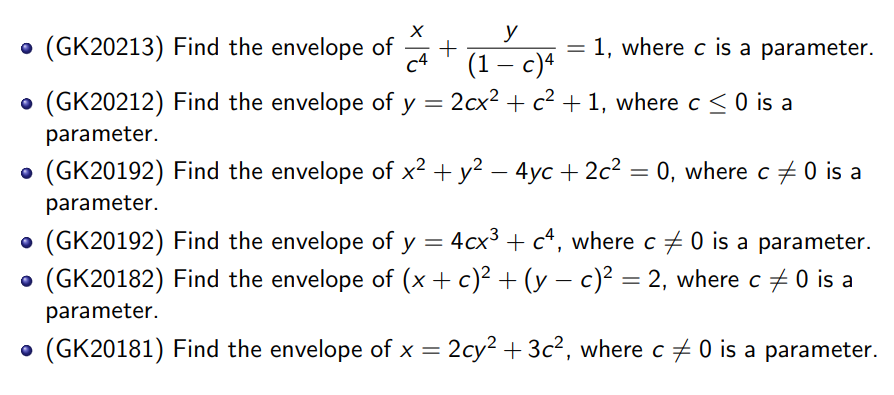 • (GK20213) Find the envelope of x/c⁴ + y/(1 − c)⁴ = 1, where c is a parameter.
• (GK20212) Find the envelope of y = 2cx² + c² + 1, where c ≤ 0 is a
parameter.
• (GK20192) Find the envelope of x² + y² − 4yc + 2c² = 0, where c ≠ 0 is a
parameter.
• (GK20192) Find the envelope of y = 4cx³ + c⁴, where c ≠ 0 is a parameter.
• (GK20182) Find the envelope of (x + c)² + (y − c)² = 2, where c ≠ 0 is a
parameter.
• (GK20181) Find the envelope of x = 2cy² + 3c², where c ≠ 0 is a parameter.